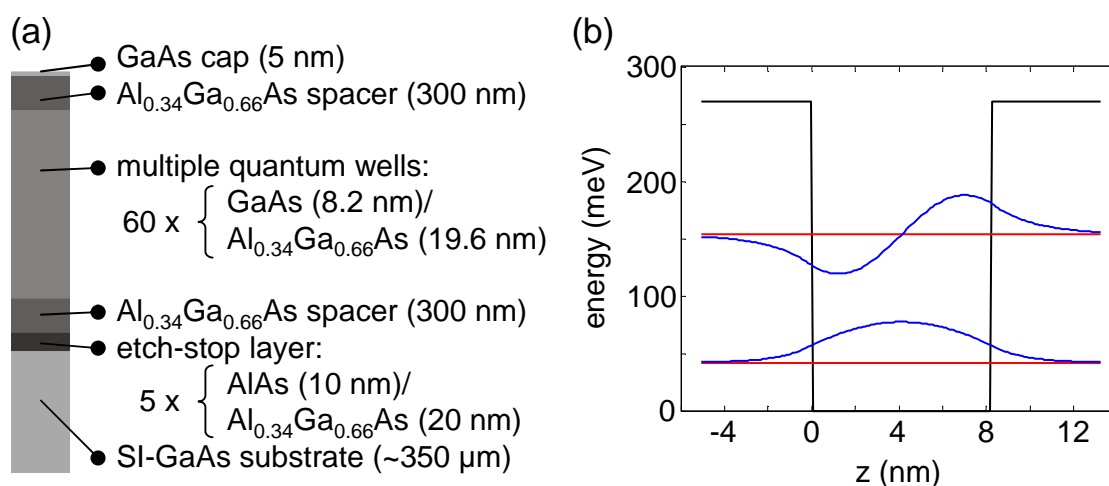 (a)
GaAs cap (5 nm)
Al0.34Ga0.66As spacer (300 nm)
multiple quantum wells:
60 x { GaAs (8.2 nm)/
Al0.34Ga0.66As (19.6 nm)
Al0.34Ga0.66As spacer (300 nm)
etch-stop layer:
5 x { AlAs (10 nm)/
Al0.34Ga0.66As (20 nm)
SI-GaAs substrate (~350 µm)
(b)
energy (meV)
300
200
100
0
-4 0 4 8 12
z (nm)